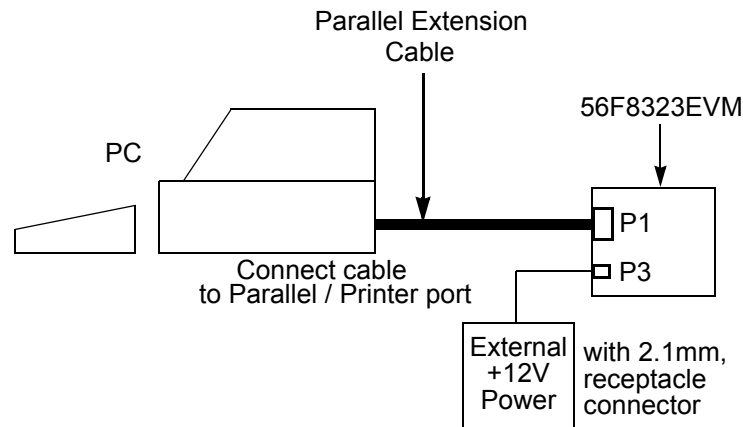 Parallel Extension
Cable
56F8323EVM
PC
P1
P3
Connect cable
to Parallel / Printer port
External
+12V
Power
with 2.1mm,
receptacle
connector